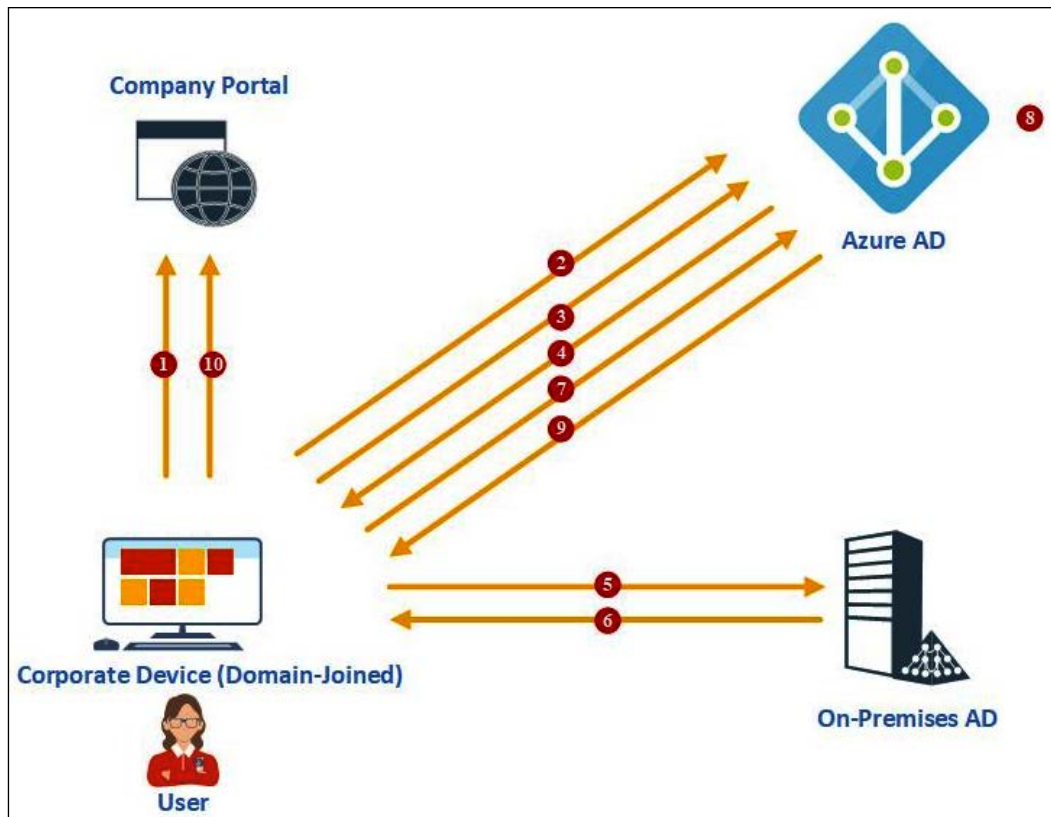 Company Portal
8
Azure AD
2
3
4
7
9
1
10
5
6
Corporate Device (Domain-Joined)
On-Premises AD
User